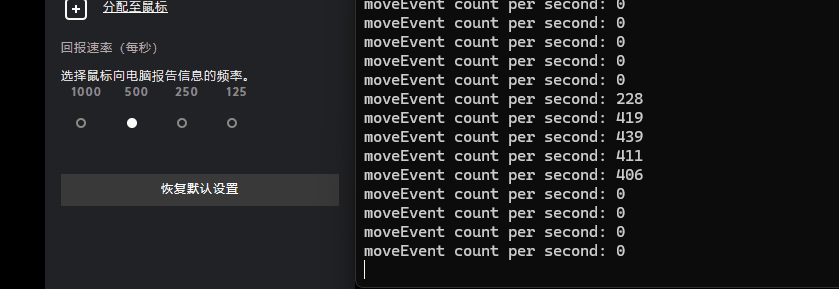 分配至鼠标
回报速率（每秒）
选择鼠标向电脑报告信息的频率。
1000 500 250 125
恢复默认设置
moveEvent count per second: 0
moveEvent count per second: 0
moveEvent count per second: 0
moveEvent count per second: 0
moveEvent count per second: 0
moveEvent count per second: 228
moveEvent count per second: 419
moveEvent count per second: 439
moveEvent count per second: 411
moveEvent count per second: 406
moveEvent count per second: 0
moveEvent count per second: 0
moveEvent count per second: 0
moveEvent count per second: 0